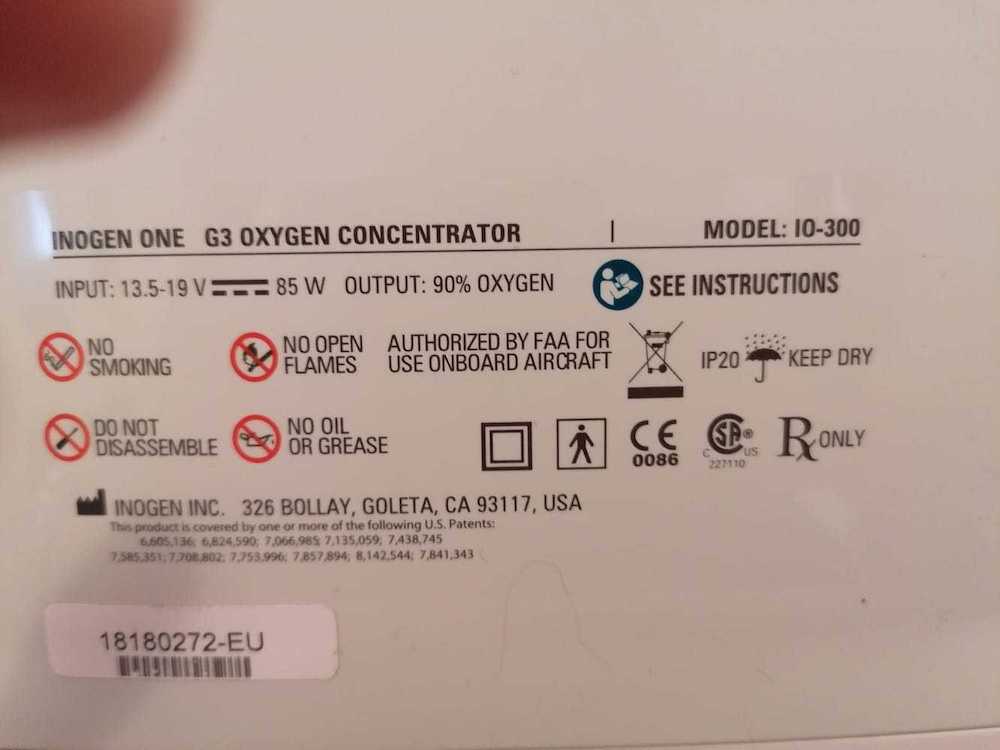 INOGEN ONE G3 OXYGEN CONCENTRATOR | MODEL: IO-300
INPUT: 13.5-19 V 85 W OUTPUT: 90% OXYGEN SEE INSTRUCTIONS
NO SMOKING
NO OPEN FLAMES
AUTHORIZED BY FAA FOR
USE ONBOARD AIRCRAFT
IP20 KEEP DRY
DO NOT
DISASSEMBLE
NO OIL
OR GREASE
CE
0086
C SA® US
227110
Rx ONLY
INOGEN INC. 326 BOLLAY, GOLETA, CA 93117, USA
This product is covered by one or more of the following U.S. Patents:
6,605,136; 6,824,590; 7,066,985; 7,135,059; 7,438,745
7,585,351; 7,708,802; 7,753,996; 7,857,894; 8,142,544; 7,841,343
18180272-EU